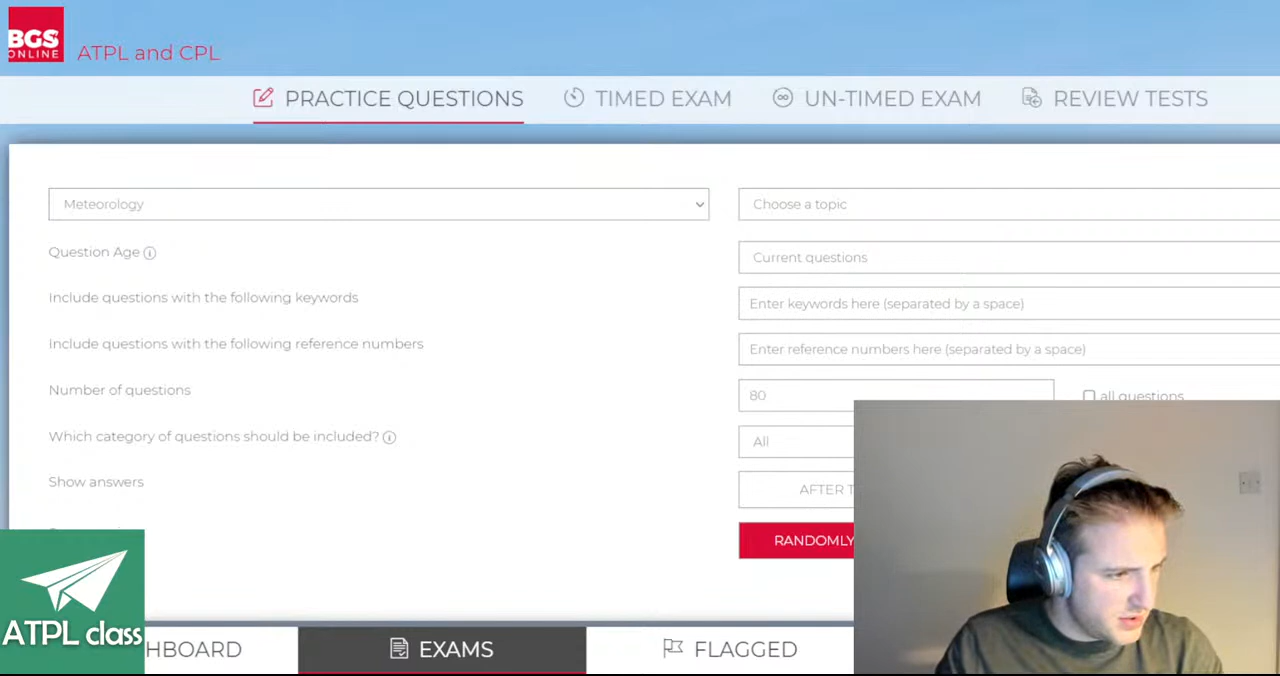 BGS
ONLINE
ATPL and CPL
PRACTICE QUESTIONS
TIMED EXAM
UN-TIMED EXAM
REVIEW TESTS
Meteorology
Choose a topic
Question Age
Current questions
Include questions with the following keywords
Enter keywords here (separated by a space)
Include questions with the following reference numbers
Enter reference numbers here (separated by a space)
Number of questions
80
all questions
Which category of questions should be included?
All
Show answers
AFTER T
RANDOMLY
ATPL class
HBOARD
EXAMS
FLAGGED